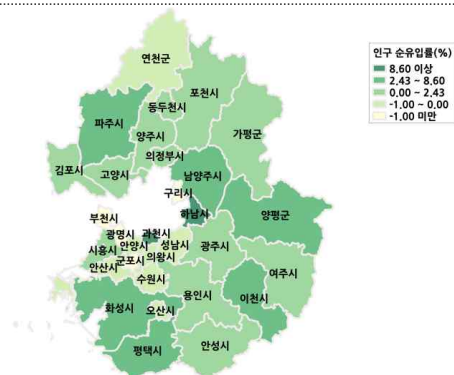 인구 순유입률(%)
8.60 이상
2.43 ~ 8.60
0.00 ~ 2.43
-1.00 ~ 0.00
-1.00 미만
연천군
포천시
동두천시
파주시
양주시
가평군
의정부시
김포시
고양시
남양주시
구리시
하남시
양평군
부천시
광명시
과천시
시흥시
안양시
성남시
광주시
군포시
의왕시
안산시
수원시
여주시
용인시
이천시
화성시
오산시
평택시
안성시